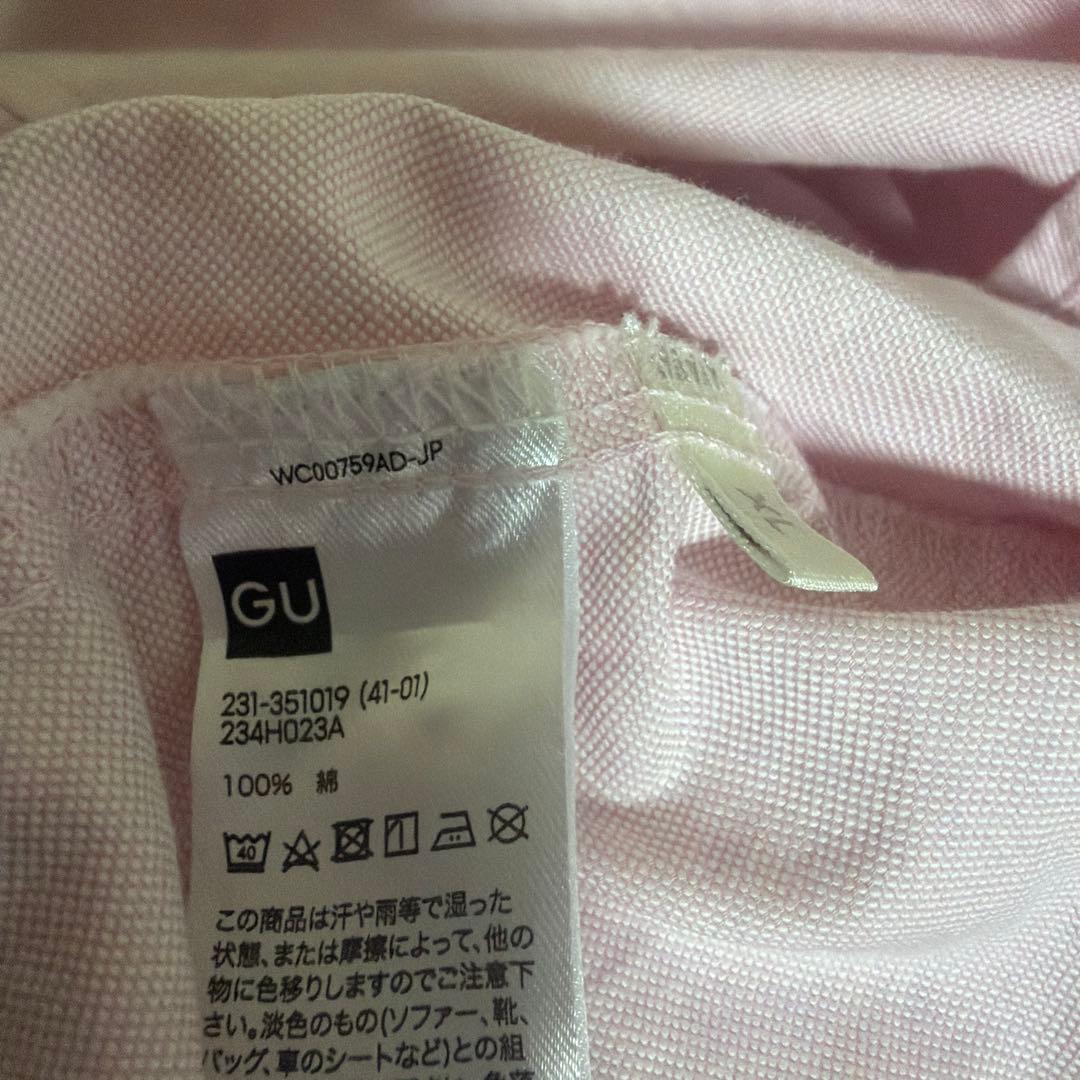 WC00759AD-JP
XL
GU
231-351019 (41-01)
234H023A
100% 綿
40
この商品は汗や雨等で湿った
状態、または摩擦によって、他の
物に色移りしますのでご注意下
さい。淡色のもの(ソファー、靴、
バッグ、車のシートなど)との組